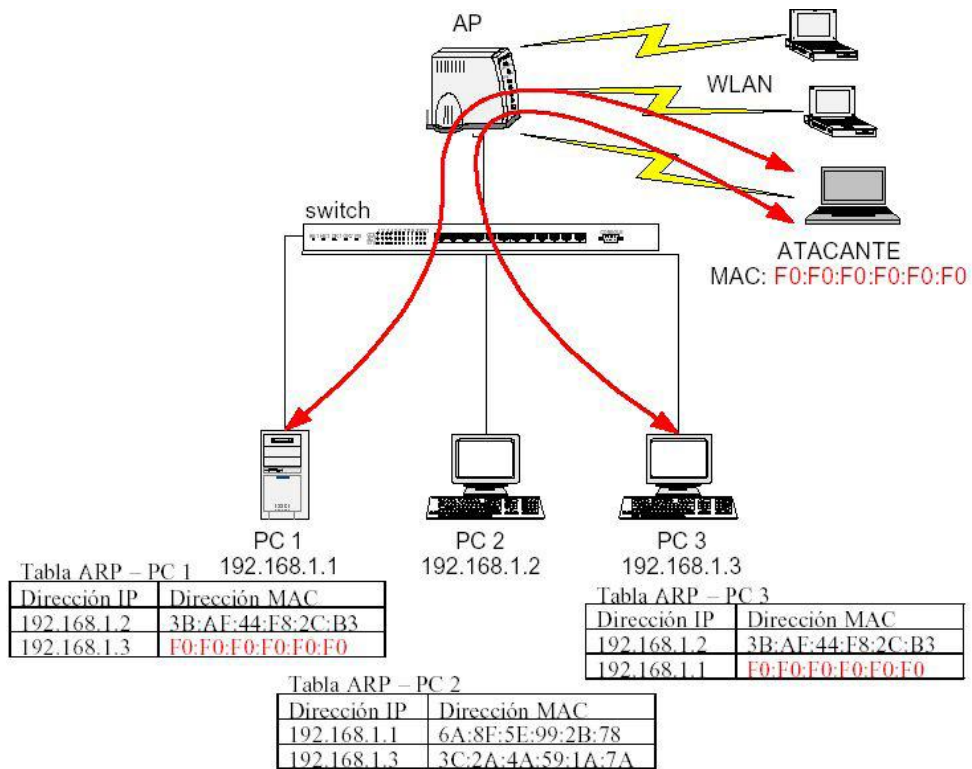 AP
WLAN
switch
ATACANTE
MAC: F0:F0:F0:F0:F0:F0
PC 1
192.168.1.1
PC 2
192.168.1.2
PC 3
192.168.1.3
Tabla ARP – PC 1
Dirección IP Dirección MAC
192.168.1.2 3B:AF:44:F8:2C:B3
192.168.1.3 F0:F0:F0:F0:F0:F0
Tabla ARP – PC 3
Dirección IP Dirección MAC
192.168.1.2 3B:AF:44:F8:2C:B3
192.168.1.1 F0:F0:F0:F0:F0:F0
Tabla ARP – PC 2
Dirección IP Dirección MAC
192.168.1.1 6A:8F:5E:99:2B:78
192.168.1.3 3C:2A:4A:59:1A:7A